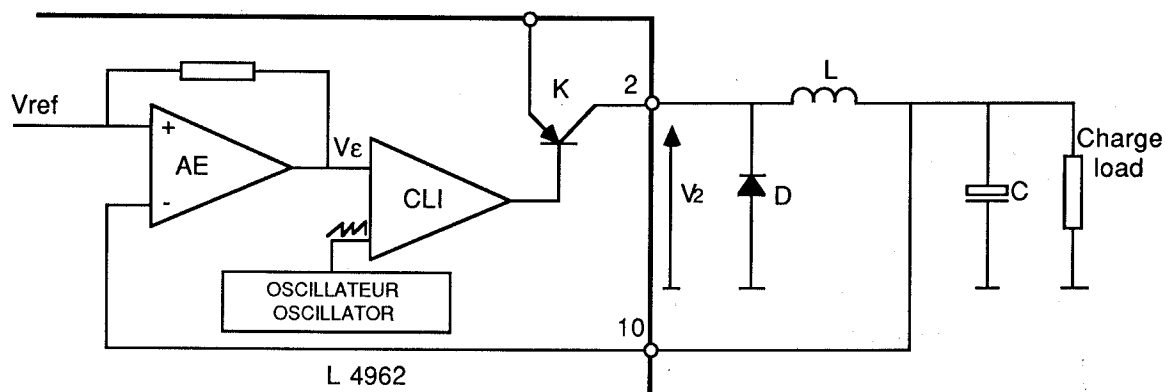 K
2
L
Vref
+
AE
-
Vε
CLI
V2
D
C
Charge
load
OSCILLATEUR
OSCILLATOR
10
L 4962